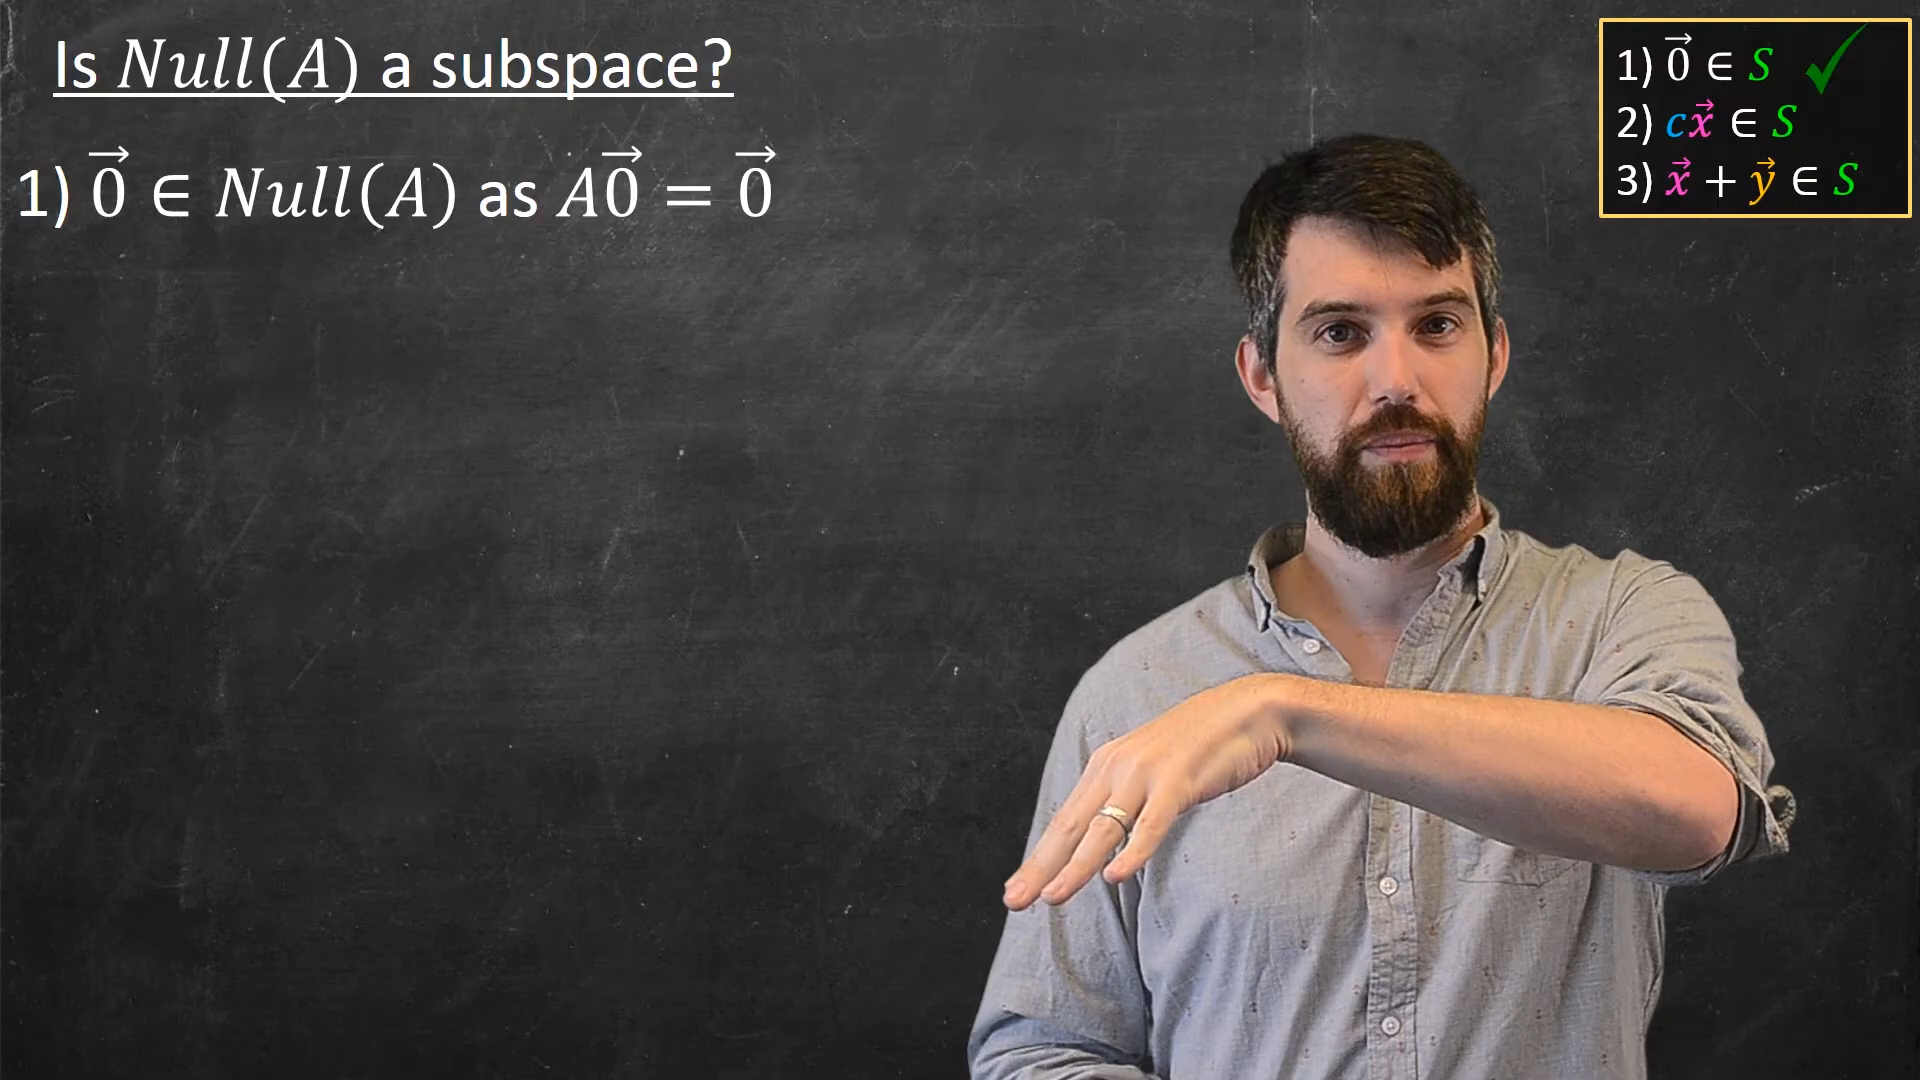 Is Null(A) a subspace?
1) 0⃗ ∈ Null(A) as A0⃗ = 0⃗
1) 0⃗ ∈ S ✓
2) cx⃗ ∈ S
3) x⃗ + y⃗ ∈ S